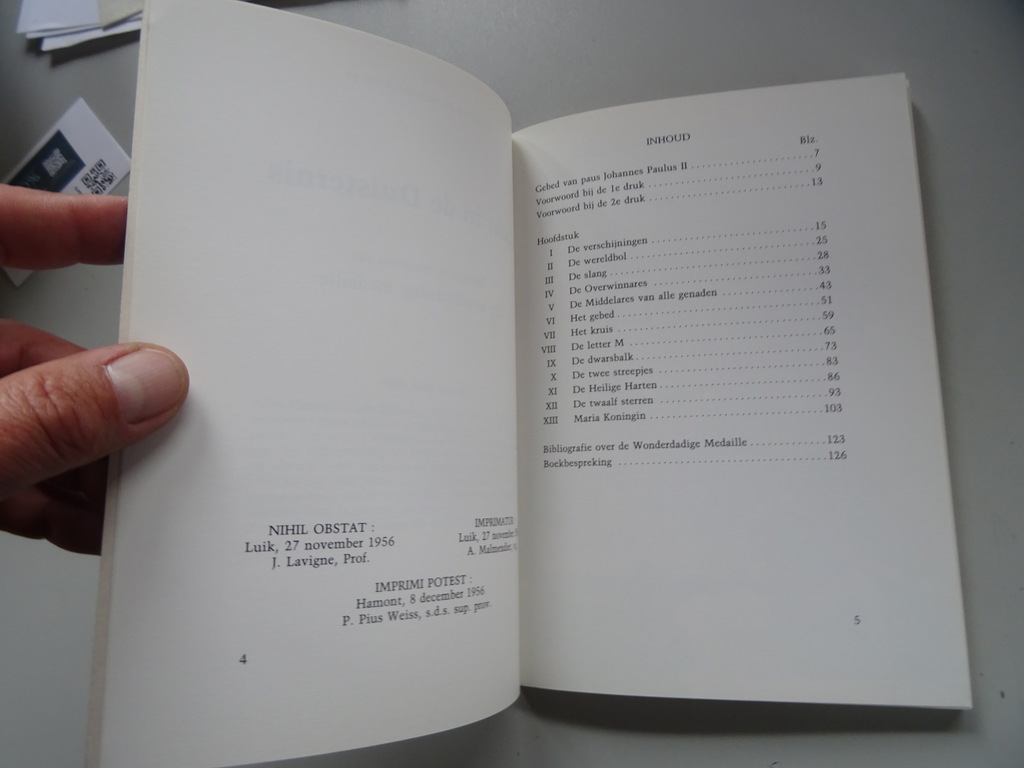 NIHIL OBSTAT :
Luik, 27 november 1956
J. Lavigne, Prof.
IMPRIMATUR
Luik, 27 november
A. Malmendier,
IMPRIMI POTEST :
Hamont, 8 december 1956
P. Pius Weiss, s.d.s. sup. prov.
4
INHOUD
Blz.
Gebed van paus Johannes Paulus II . . . . . . . . . . . . . . . . . . . . 7
Voorwoord bij de 1e druk . . . . . . . . . . . . . . . . . . . . . . . . . . . 9
Voorwoord bij de 2e druk . . . . . . . . . . . . . . . . . . . . . . . . . . . 13
Hoofdstuk
I De verschijningen . . . . . . . . . . . . . . . . . . . . . . . . . . 15
II De wereldbol . . . . . . . . . . . . . . . . . . . . . . . . . . . . . . 25
III De slang . . . . . . . . . . . . . . . . . . . . . . . . . . . . . . . . . 28
IV De Overwinnares . . . . . . . . . . . . . . . . . . . . . . . . . . 33
V De Middelares van alle genaden . . . . . . . . . . . . . . . 43
VI Het gebed . . . . . . . . . . . . . . . . . . . . . . . . . . . . . . . . 51
VII Het kruis . . . . . . . . . . . . . . . . . . . . . . . . . . . . . . . . 59
VIII De letter M . . . . . . . . . . . . . . . . . . . . . . . . . . . . . . 65
IX De dwarsbalk . . . . . . . . . . . . . . . . . . . . . . . . . . . . . 73
X De twee streepjes . . . . . . . . . . . . . . . . . . . . . . . . . . 83
XI De Heilige Harten . . . . . . . . . . . . . . . . . . . . . . . . . . 86
XII De twaalf sterren . . . . . . . . . . . . . . . . . . . . . . . . . . 93
XIII Maria Koningin . . . . . . . . . . . . . . . . . . . . . . . . . . . 103
Bibliografie over de Wonderdadige Medaille . . . . . . . . . . . . 123
Boekbespreking . . . . . . . . . . . . . . . . . . . . . . . . . . . . . . . . . 126
5